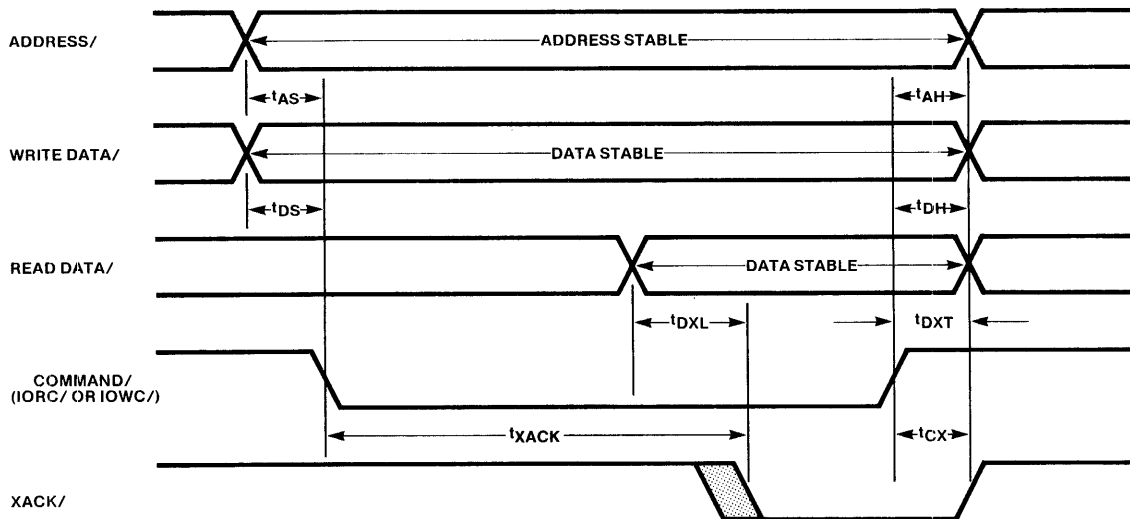 ADDRESS/
ADDRESS STABLE
tAS
tAH
WRITE DATA/
DATA STABLE
tDS
tDH
READ DATA/
DATA STABLE
tDXL
tDXT
COMMAND/
(IORC/ OR IOWC/)
tXACK
tCX
XACK/